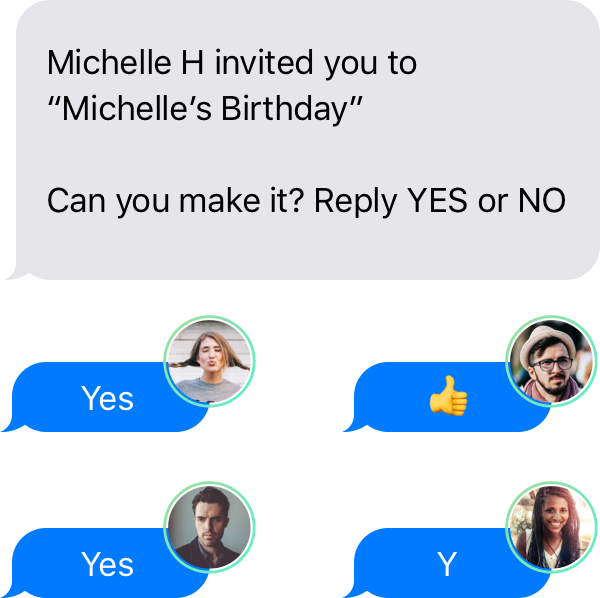 Michelle H invited you to
“Michelle’s Birthday”
Can you make it? Reply YES or NO
Yes
👍
Yes
Y